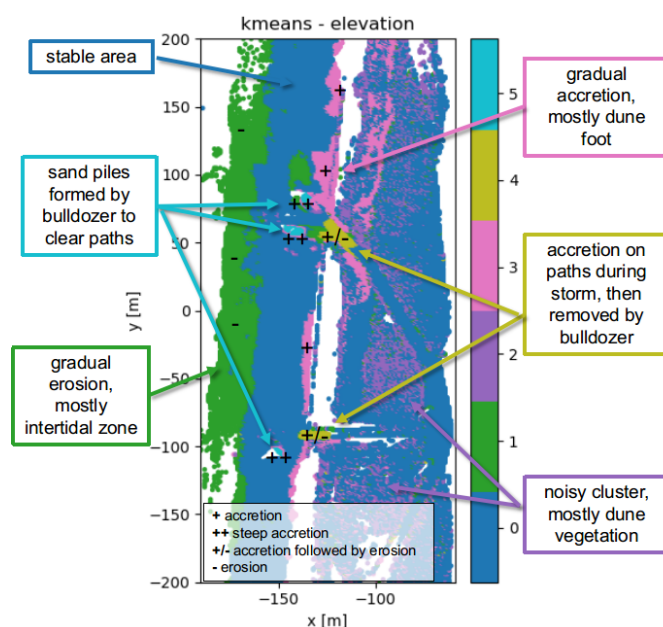 kmeans - elevation
stable area
sand piles
formed by
bulldozer to
clear paths
gradual
erosion,
mostly
intertidal zone
gradual
accretion,
mostly dune
foot
accretion on
paths during
storm, then
removed by
bulldozer
noisy cluster,
mostly dune
vegetation
200
150
100
50
0
−50
−100
−150
−200
y [m]
−150
−100
x [m]
5
4
3
2
1
0
+
+
++
++
+/-
+
+/-
++
-
-
-
+ accretion
++ steep accretion
+/- accretion followed by erosion
- erosion